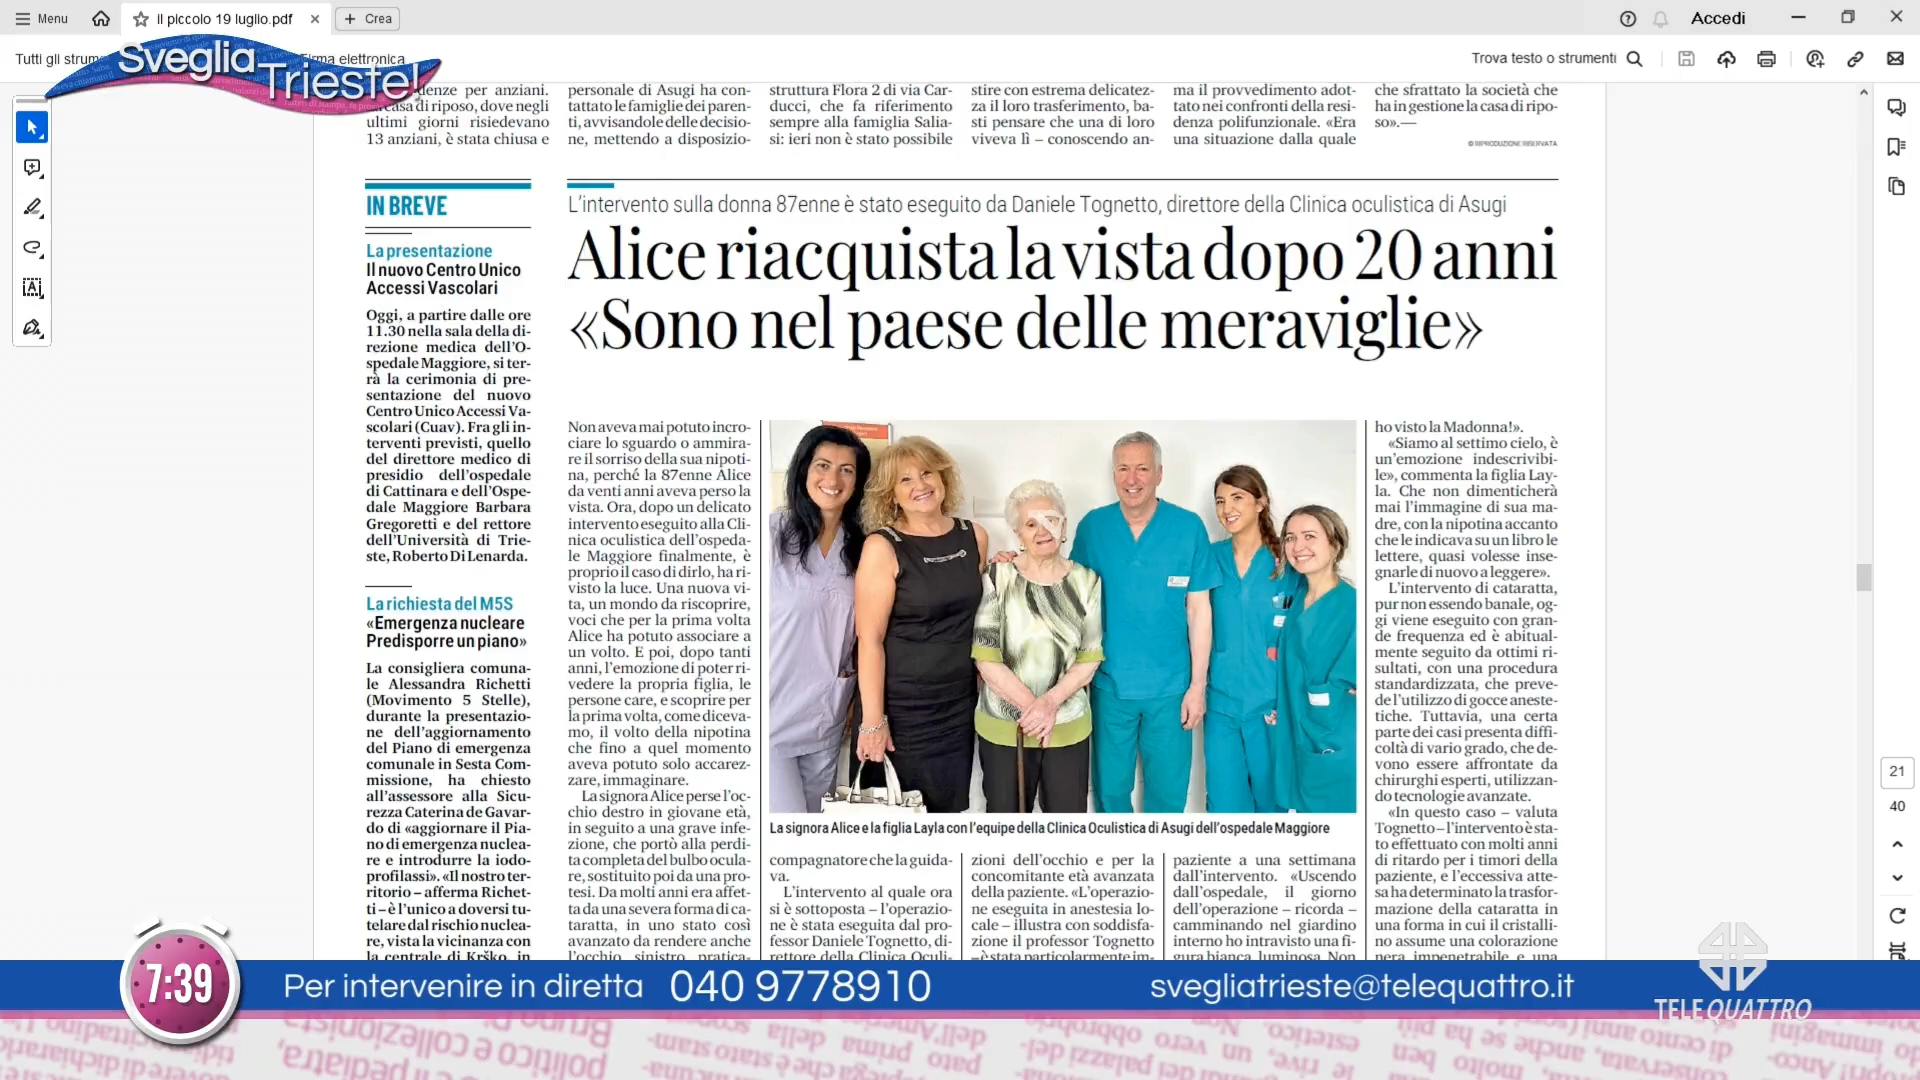 Menu
il piccolo 19 luglio.pdf
Crea
Accedi
Tutti gli strum
Firma elettronica
Trova testo o strumenti
Sveglia
Trieste!
denze per anziani.
casa di riposo, dove negli
ultimi giorni risiedevano
13 anziani, è stata chiusa e
personale di Asugi ha con-
tattato le famiglie dei paren-
ti, avvisandole delle decisio-
ne, mettendo a disposizio-
struttura Flora 2 di via Car-
ducci, che fa riferimento
sempre alla famiglia Salia-
si: ieri non è stato possibile
stire con estrema delicatez-
za il loro trasferimento, ba-
sti pensare che una di loro
viveva lì – conoscendo an-
ma il provvedimento adot-
tato nei confronti della resi-
denza polifunzionale. «Era
una situazione dalla quale
che sfrattato la società che
ha in gestione la casa di ripo-
so».—
© RIPRODUZIONE RISERVATA
IN BREVE
La presentazione
Il nuovo Centro Unico
Accessi Vascolari
Oggi, a partire dalle ore
11.30 nella sala della di-
rezione medica dell'O-
spedale Maggiore, si ter-
rà la cerimonia di pre-
sentazione del nuovo
Centro Unico Accessi Va-
scolari (Cuav). Fra gli in-
terventi previsti, quello
del direttore medico di
presidio dell'ospedale
di Cattinara e dell'Ospe-
dale Maggiore Barbara
Gregoretti e del rettore
dell'Università di Trie-
ste, Roberto Di Lenarda.
La richiesta del M5S
«Emergenza nucleare
Predisporre un piano»
La consigliera comuna-
le Alessandra Richetti
(Movimento 5 Stelle),
durante la presentazio-
ne dell'aggiornamento
del Piano di emergenza
comunale in Sesta Com-
missione, ha chiesto
all'assessore alla Sicu-
rezza Caterina de Gavar-
do di «aggiornare il Pia-
no di emergenza nuclea-
re e introdurre la iodo-
profilassi». «Il nostro ter-
ritorio – afferma Richet-
ti – è l'unico a doversi tu-
telare dal rischio nuclea-
re, vista la vicinanza con
la centrale di Krško, in
L'intervento sulla donna 87enne è stato eseguito da Daniele Tognetto, direttore della Clinica oculistica di Asugi
Alice riacquista la vista dopo 20 anni
«Sono nel paese delle meraviglie»
Non aveva mai potuto incro-
ciare lo sguardo o ammira-
re il sorriso della sua nipoti-
na, perché la 87enne Alice
da venti anni aveva perso la
vista. Ora, dopo un delicato
intervento eseguito alla Cli-
nica oculistica dell'ospeda-
le Maggiore finalmente, è
proprio il caso di dirlo, ha ri-
visto la luce. Una nuova vi-
ta, un mondo da riscoprire,
voci che per la prima volta
Alice ha potuto associare a
un volto. E poi, dopo tanti
anni, l'emozione di poter ri-
vedere la propria figlia, le
persone care, e scoprire per
la prima volta, come diceva-
mo, il volto della nipotina
che fino a quel momento
aveva potuto solo accarez-
zare, immaginare.
La signora Alice perse l'oc-
chio destro in giovane età,
in seguito a una grave infe-
zione, che portò alla perdi-
ta completa del bulbo ocula-
re, sostituito poi da una pro-
tesi. Da molti anni era affet-
ta da una severa forma di ca-
taratta, in uno stato così
avanzato da rendere anche
l'occhio sinistro pratica-
La signora Alice e la figlia Layla con l'equipe della Clinica Oculistica di Asugi dell'ospedale Maggiore
compagnatore che la guida-
va.
L'intervento al quale ora
si è sottoposta – l'operazio-
ne è stata eseguita dal pro-
fessor Daniele Tognetto, di-
rettore della Clinica Oculi-
zioni dell'occhio e per la
concomitante età avanzata
della paziente. «L'operazio-
ne eseguita in anestesia lo-
cale – illustra con soddisfa-
zione il professor Tognetto
– è stata particolarmente im-
paziente a una settimana
dall'intervento. «Uscendo
dall'ospedale, il giorno
dell'operazione – ricorda –
camminando nel giardino
interno ho intravisto una fi-
gura bianca, luminosa. Non
ho visto la Madonna!».
«Siamo al settimo cielo, è
un'emozione indescrivibi-
le», commenta la figlia Lay-
la. Che non dimenticherà
mai l'immagine di sua ma-
dre, con la nipotina accanto
che le indicava su un libro le
lettere, quasi volesse inse-
gnarle di nuovo a leggere».
L'intervento di cataratta,
pur non essendo banale, og-
gi viene eseguito con gran-
de frequenza ed è abitual-
mente seguito da ottimi ri-
sultati, con una procedura
standardizzata, che preve-
de l'utilizzo di gocce aneste-
tiche. Tuttavia, una certa
parte dei casi presenta diffi-
coltà di vario grado, che de-
vono essere affrontate da
chirurghi esperti, utilizzan-
do tecnologie avanzate.
«In questo caso – valuta
Tognetto – l'intervento è sta-
to effettuato con molti anni
di ritardo per i timori della
paziente, e l'eccessiva atte-
sa ha determinato la trasfor-
mazione della cataratta in
una forma in cui il cristalli-
no assume una colorazione
nera impenetrabile e una
21
40
7:39
Per intervenire in diretta 040 9778910
svegliatrieste@telequattro.it
TELEQUATTRO